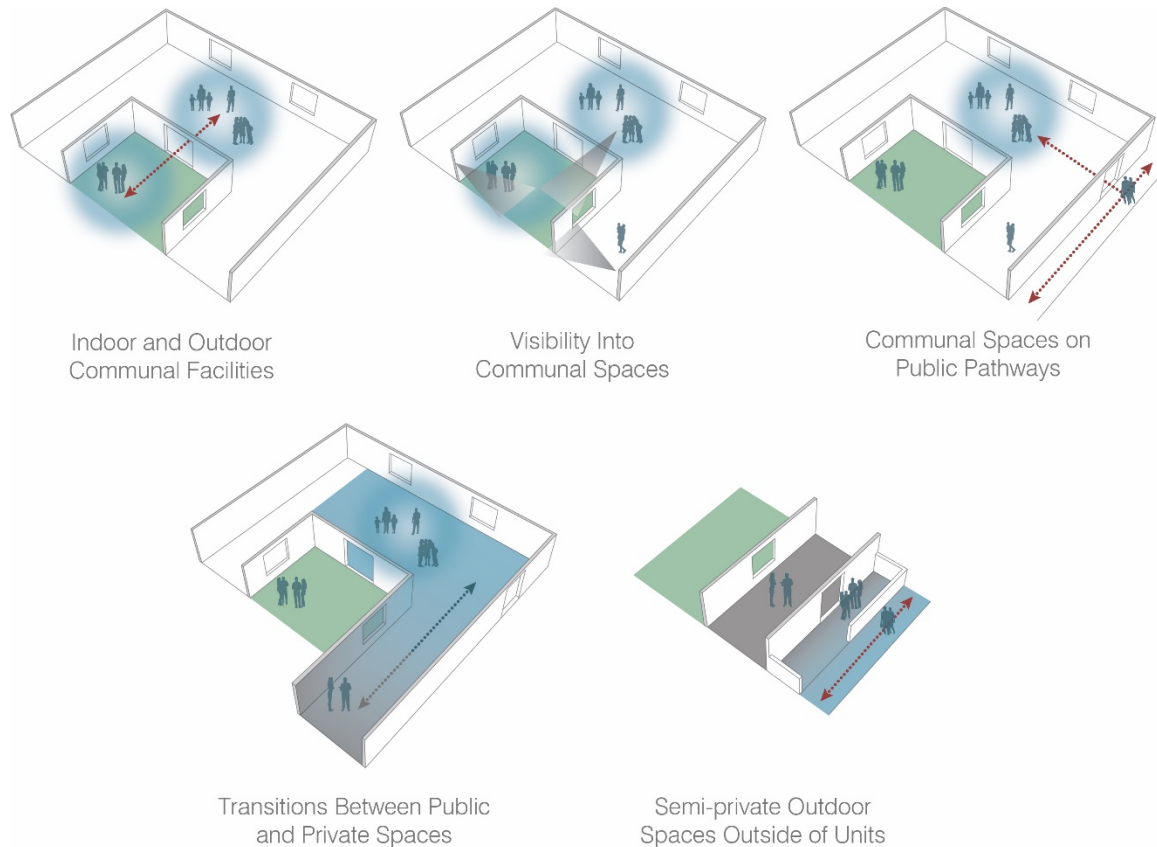 Indoor and Outdoor
Communal Facilities
Visibility Into
Communal Spaces
Communal Spaces on
Public Pathways
Transitions Between Public
and Private Spaces
Semi-private Outdoor
Spaces Outside of Units